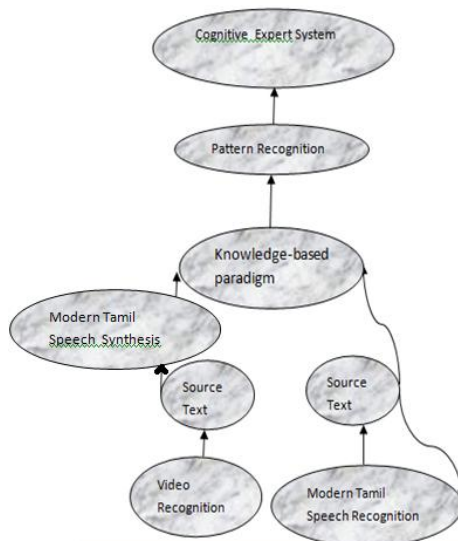 Cognitive Expert System
Pattern Recognition
Knowledge-based
paradigm
Modern Tamil
Speech Synthesis
Source
Text
Source
Text
Video
Recognition
Modern Tamil
Speech Recognition